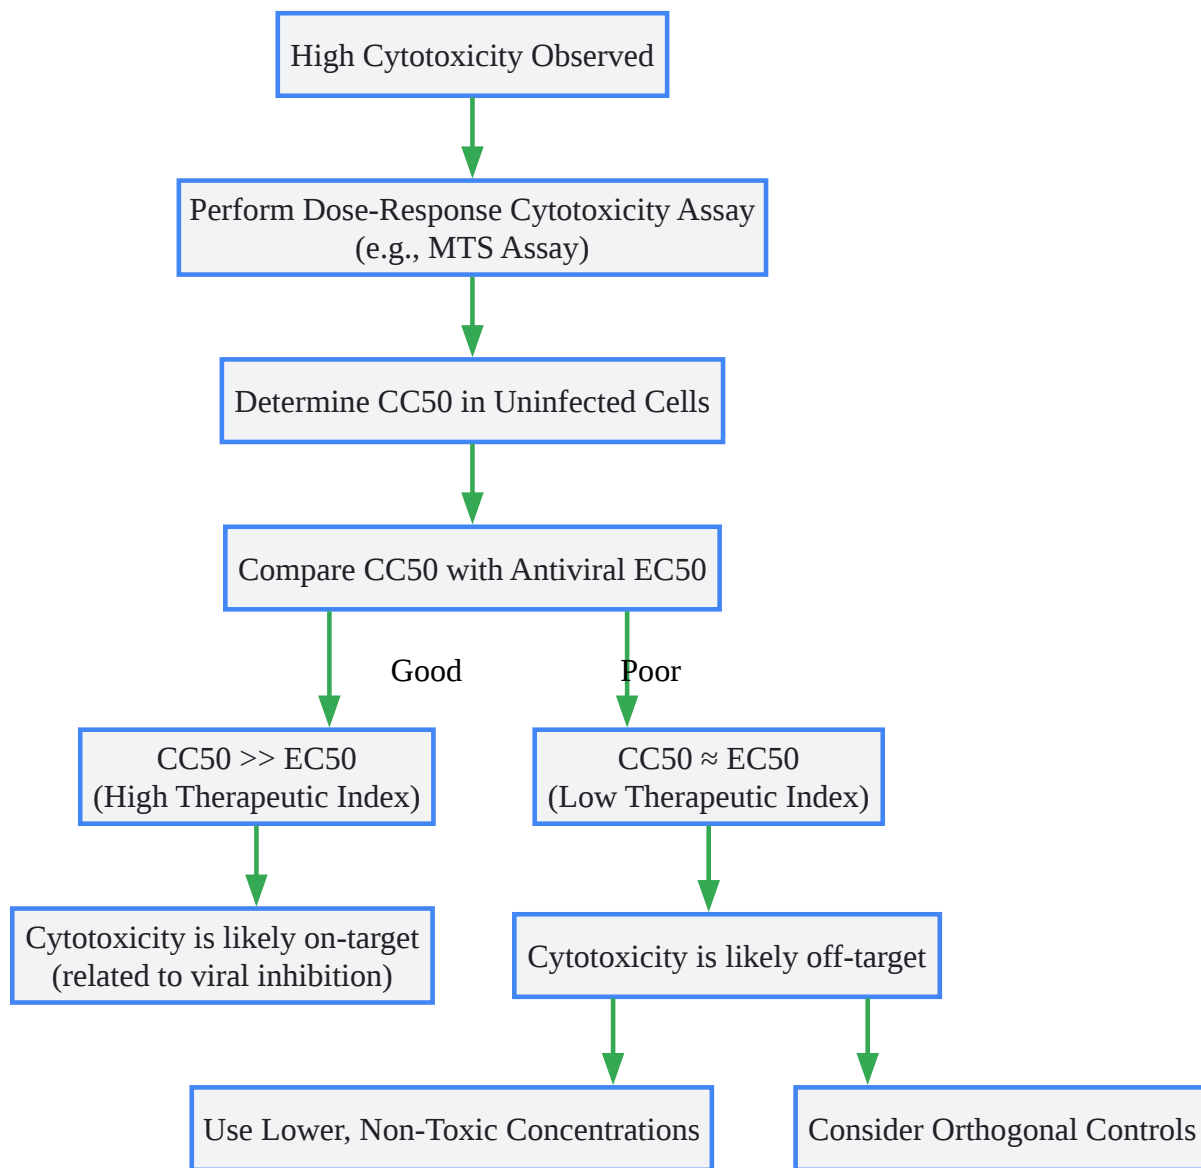 High Cytotoxicity Observed
Perform Dose-Response Cytotoxicity Assay
(e.g., MTS Assay)
Determine CC50 in Uninfected Cells
Compare CC50 with Antiviral EC50
Good
Poor
CC50 >> EC50
(High Therapeutic Index)
CC50 ≈ EC50
(Low Therapeutic Index)
Cytotoxicity is likely on-target
(related to viral inhibition)
Cytotoxicity is likely off-target
Use Lower, Non-Toxic Concentrations
Consider Orthogonal Controls